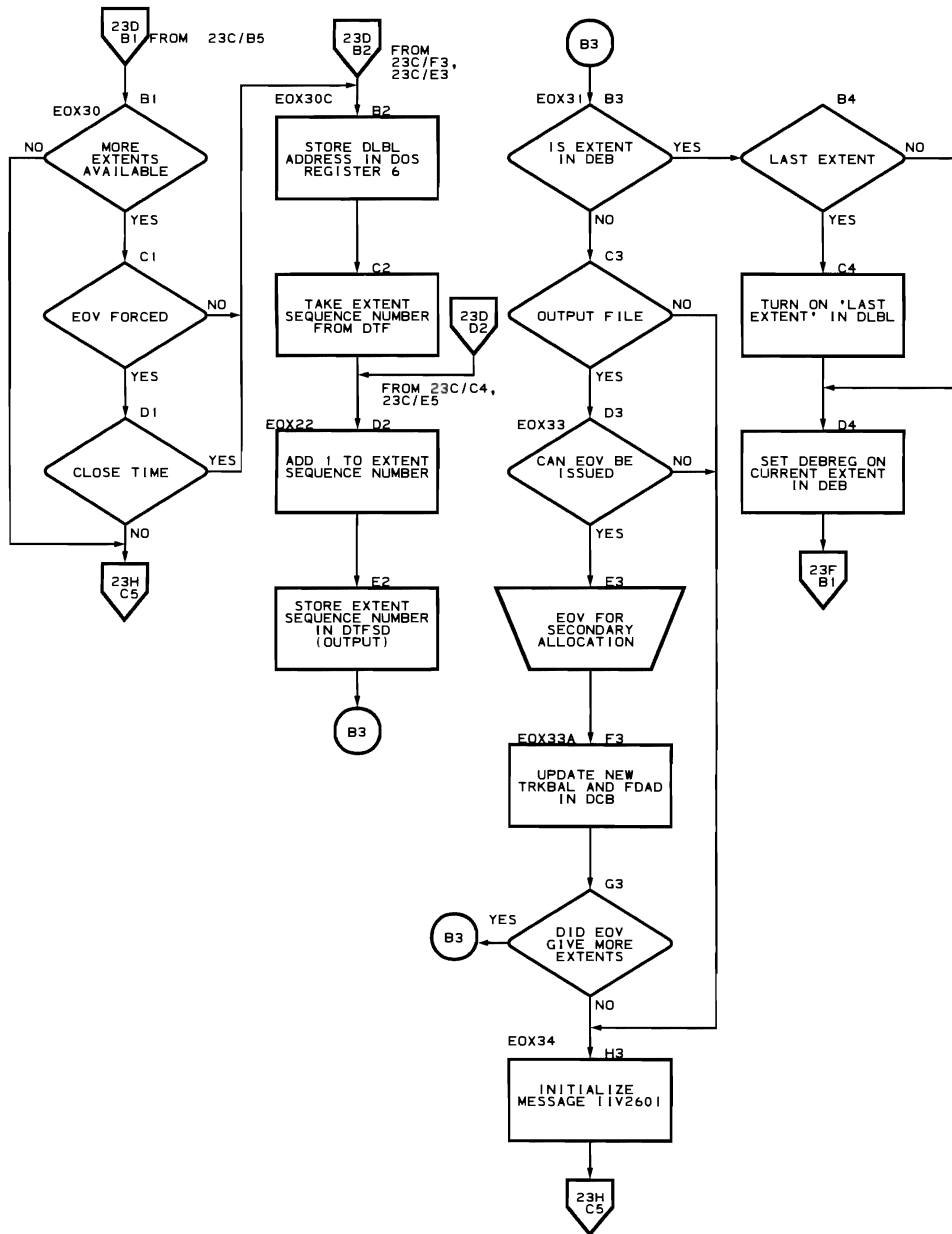 23D
B1
FROM 23C/B5
B1
EOX30
MORE
EXTENTS
AVAILABLE
NO
YES
C1
EOV FORCED
NO
YES
D1
CLOSE TIME
YES
NO
23H
C5
23D
B2
FROM
23C/F3,
23C/E3
EOX30C
B2
STORE DLBL
ADDRESS IN DOS
REGISTER 6
C2
TAKE EXTENT
SEQUENCE NUMBER
FROM DTF
23D
D2
FROM 23C/C4,
23C/E5
EOX22
D2
ADD 1 TO EXTENT
SEQUENCE NUMBER
E2
STORE EXTENT
SEQUENCE NUMBER
IN DTFSD
(OUTPUT)
B3
B3
EOX31
B3
IS EXTENT
IN DEB
YES
NO
C3
OUTPUT FILE
NO
YES
EOX33
D3
CAN EOV BE
ISSUED
NO
YES
E3
EOV FOR
SECONDARY
ALLOCATION
EOX33A
F3
UPDATE NEW
TRKBAL AND FDAD
IN DCB
G3
DID EOV
GIVE MORE
EXTENTS
YES
B3
NO
EOX34
H3
INITIALIZE
MESSAGE IIV260I
23H
C5
B4
LAST EXTENT
NO
YES
C4
TURN ON 'LAST
EXTENT' IN DLBL
D4
SET DEBREG ON
CURRENT EXTENT
IN DEB
23F
B1